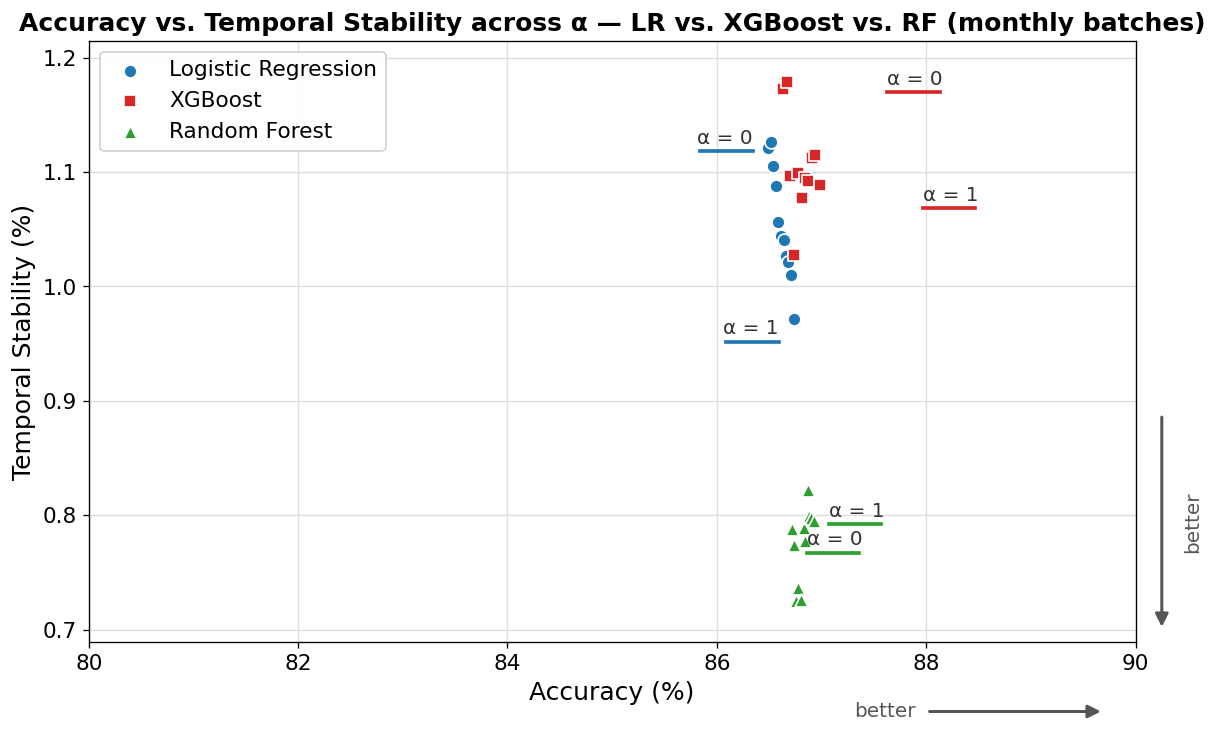 Accuracy vs. Temporal Stability across α — LR vs. XGBoost vs. RF (monthly batches)
Logistic Regression
XGBoost
Random Forest
α = 0
α = 0
α = 1
α = 1
α = 1
α = 0
Temporal Stability (%)
1.2
1.1
1.0
0.9
0.8
0.7
80
82
84
86
88
90
Accuracy (%)
better
better